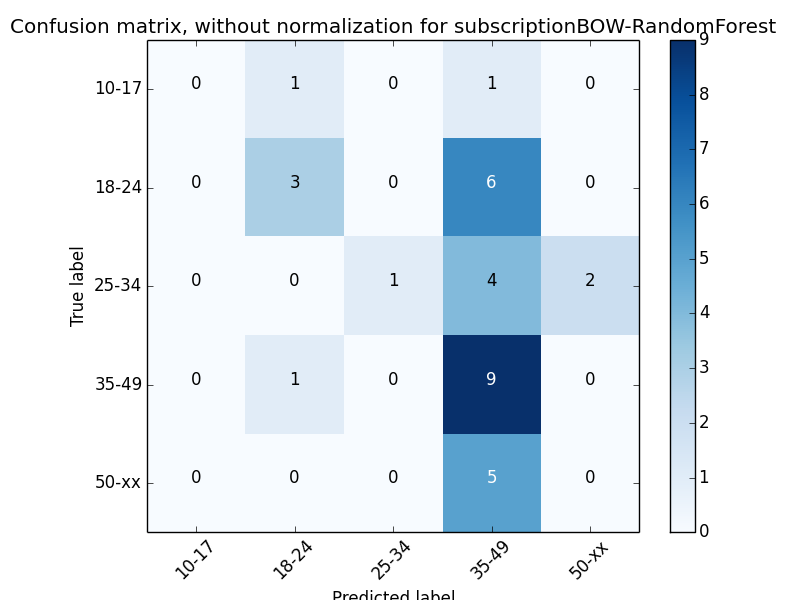 Confusion matrix, without normalization for subscriptionBOW-RandomForest
10-17 0 1 0 1 0
18-24 0 3 0 6 0
25-34 0 0 1 4 2
35-49 0 1 0 9 0
50-xx 0 0 0 5 0
True label
10-17 18-24 25-34 35-49 50-xx
Predicted label
9
8
7
6
5
4
3
2
1
0